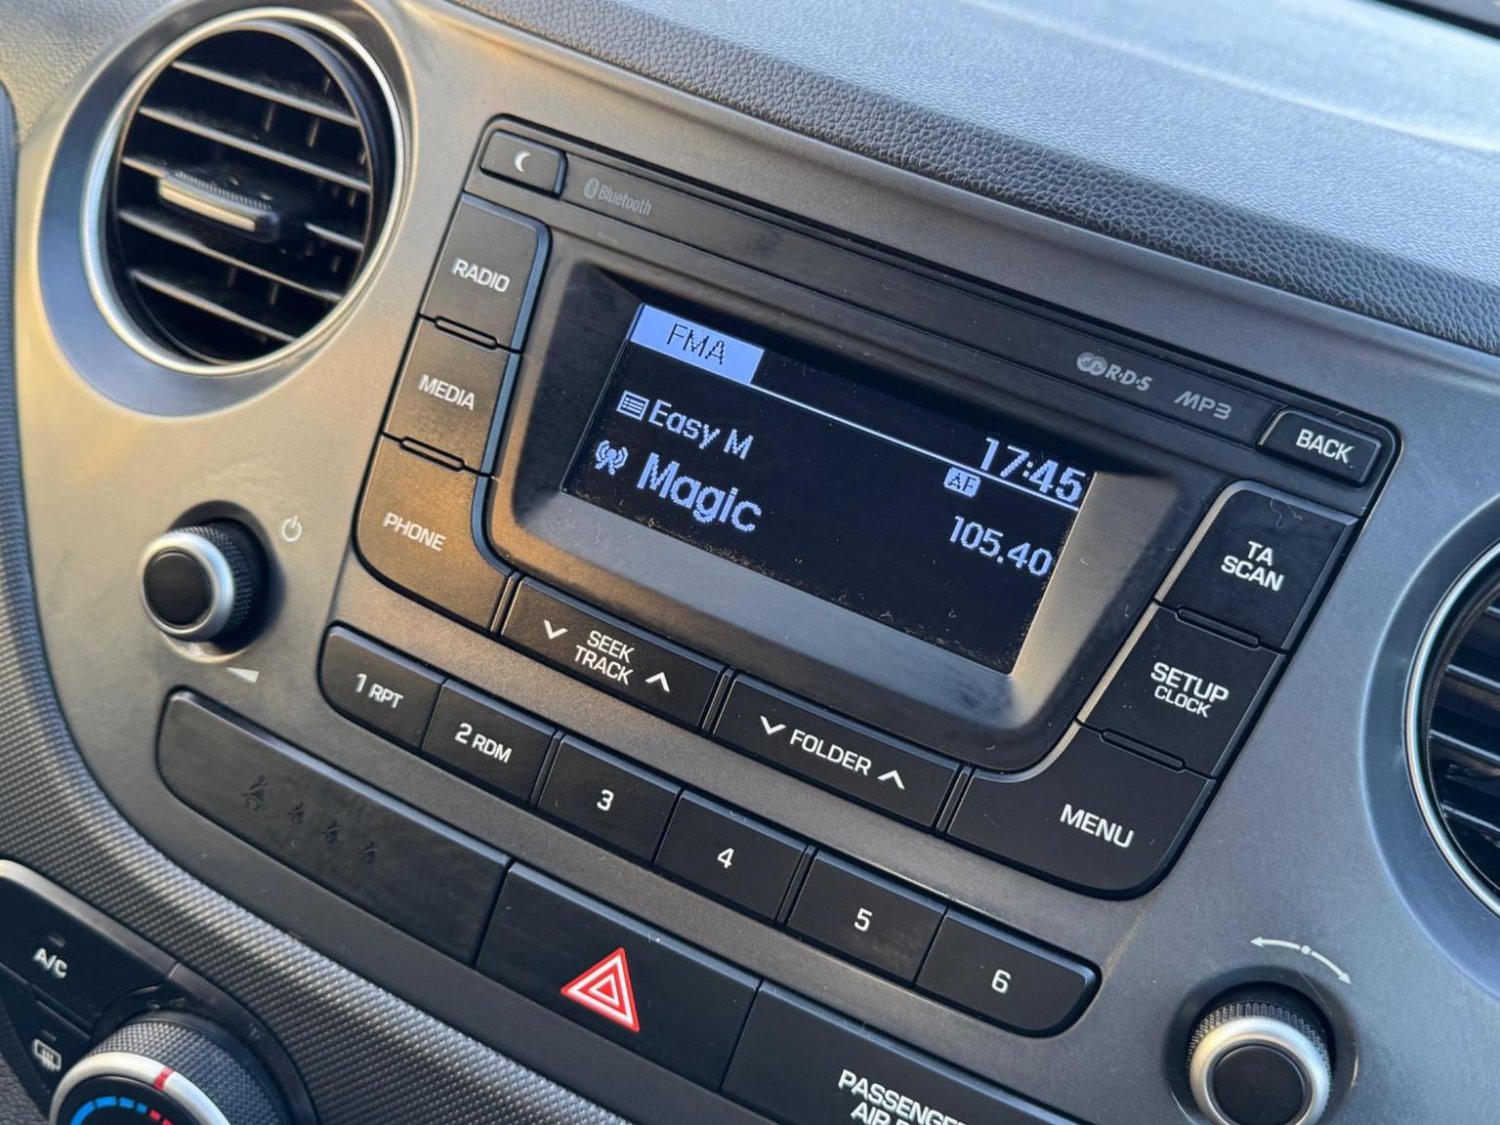 Bluetooth
R·D·S
MP3
BACK
RADIO
MEDIA
PHONE
FMA
17:45
Easy M
AF
Magic
105.40
TA
SCAN
SETUP
CLOCK
MENU
SEEK
TRACK
FOLDER
1 RPT
2 RDM
3
4
5
6
A/C
PASSENGER
AIR